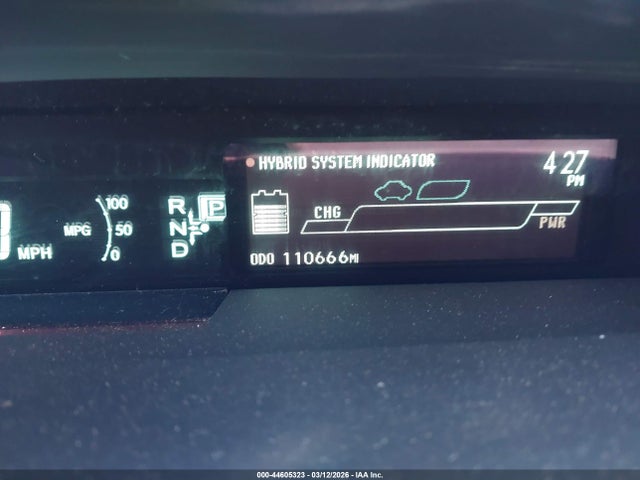 HYBRID SYSTEM INDICATOR
4:27
PM
CHG
PWR
ODO 110666MI
100
MPG 50
0
R
N P
D
0 MPH
000-44605323 - 03/12/2026 - IAA Inc.